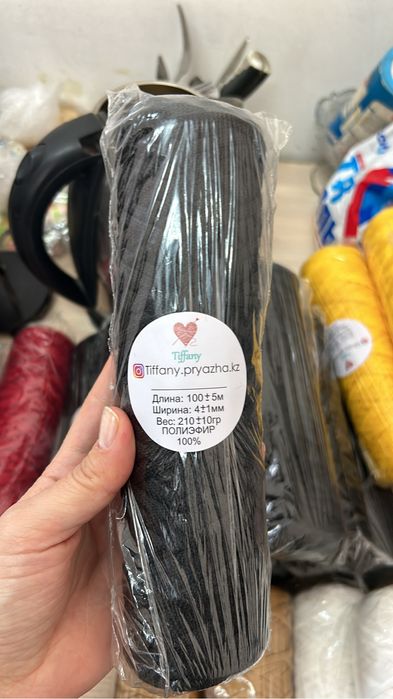 Tiffany
Tiffany.pryazha.kz
Длина: 100±5м
Ширина: 4±1мм
Вес: 210±10гр
ПОЛИЭФИР
100%